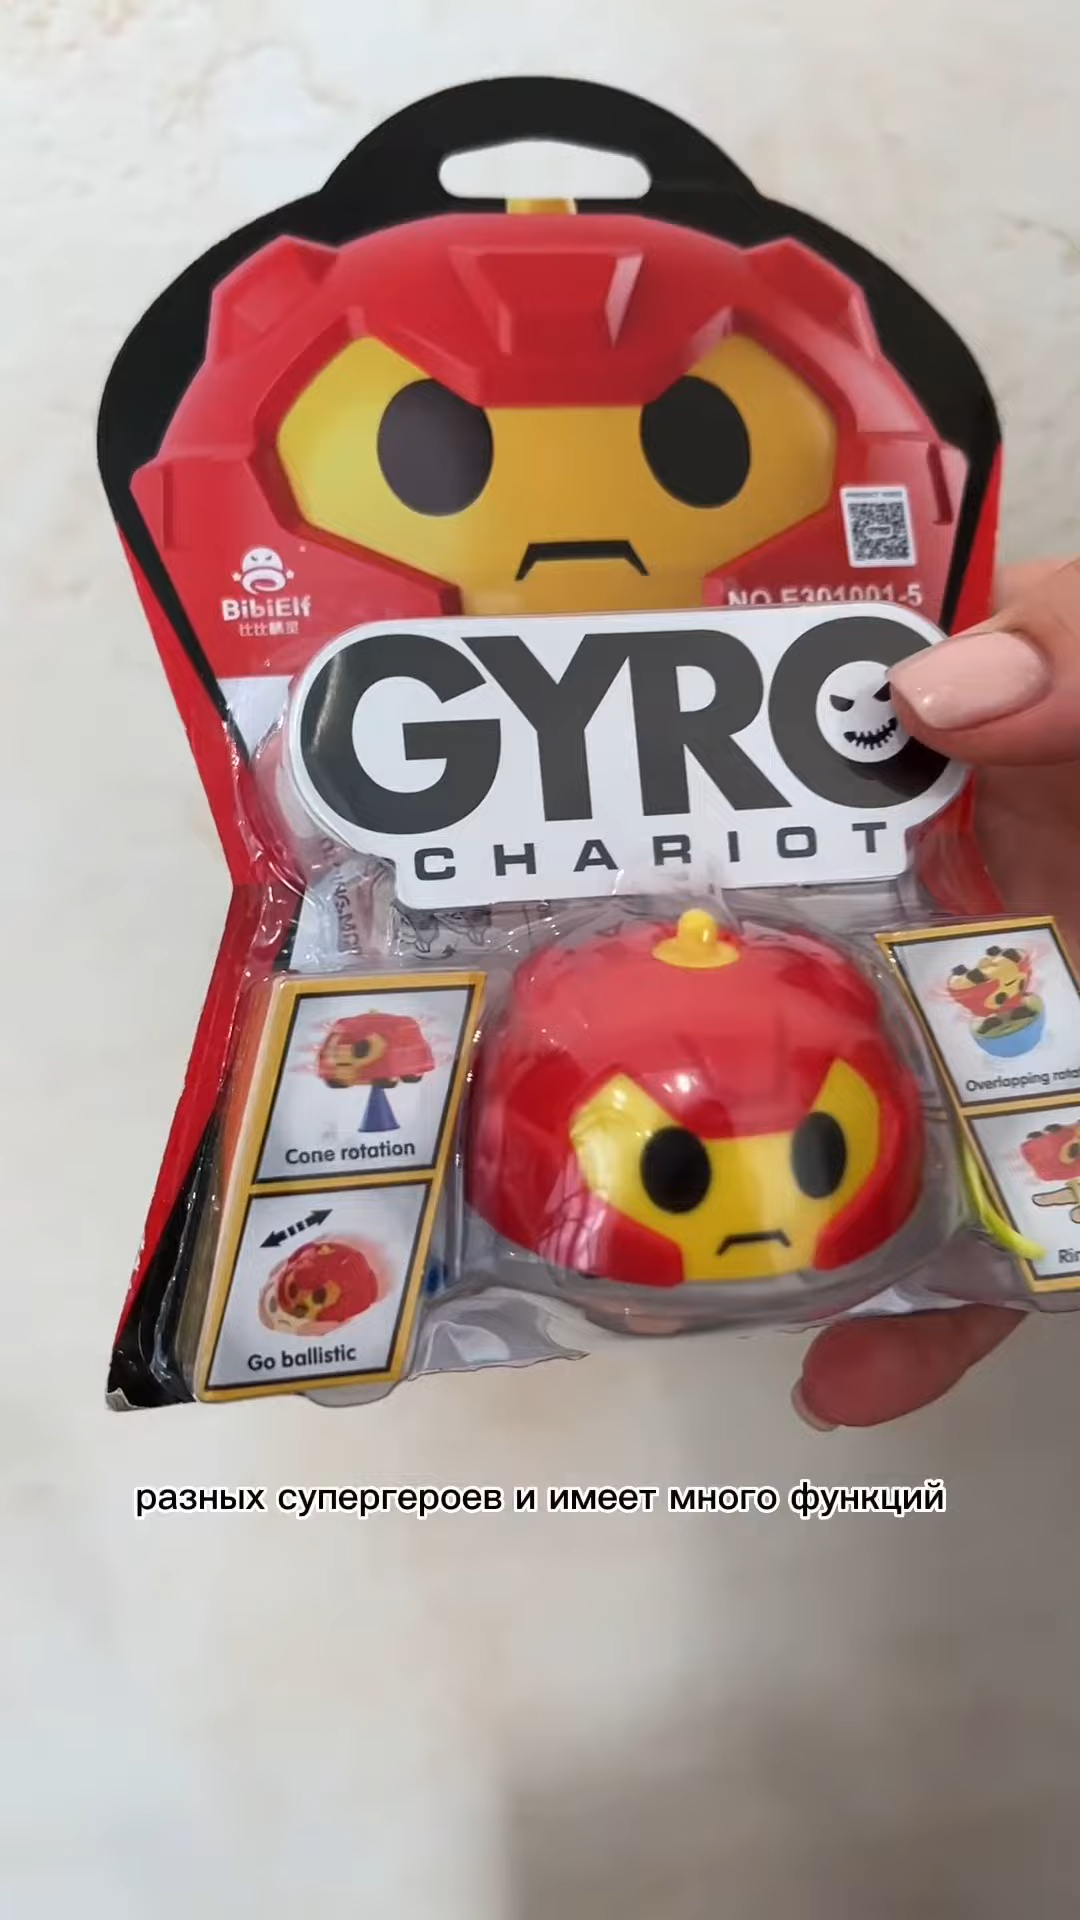 BibiElf
比比精灵
NO.E301001-5
GYRO
CHARIOT
Cone rotation
Go ballistic
Overlapping
разных супергероев и имеет много функций